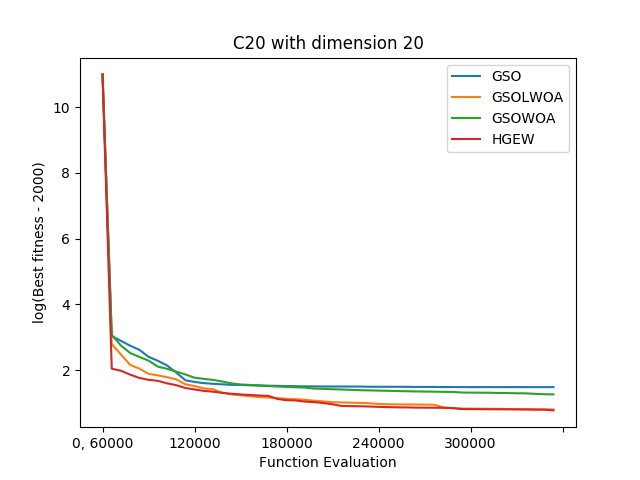 C20 with dimension 20
GSO
GSOLWOA
GSOWOA
HGEW
log(Best fitness - 2000)
10
8
6
4
2
0, 60000 120000 180000 240000 300000
Function Evaluation